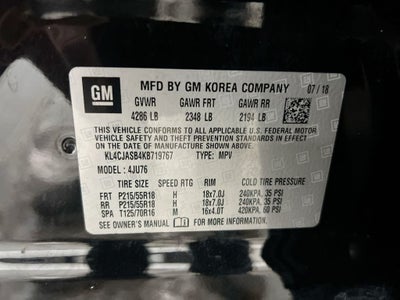 GM
MFD BY GM KOREA COMPANY
07 / 18
GVWR GAWR FRT GAWR RR
4286 LB 2348 LB 2194 LB
THIS VEHICLE CONFORMS TO ALL APPLICABLE U.S. FEDERAL MOTOR
VEHICLE SAFETY AND THEFT PREVENTION STANDARDS IN EFFECT
ON THE DATE OF MANUFACTURE SHOWN ABOVE.
KL4CJASB4KB719767 TYPE: MPV
MODEL: 4JU76
TIRE SIZE SPEED RTG RIM COLD TIRE PRESSURE
FRT P215/55R18 H 18x7.0J 240KPA, 35 PSI
RR P215/55R18 H 18x7.0J 240KPA, 35 PSI
SPA T125/70R16 M 16x4.0T 420KPA, 60 PSI
SEE OWNER'S MANUAL FOR MORE INFORMATION